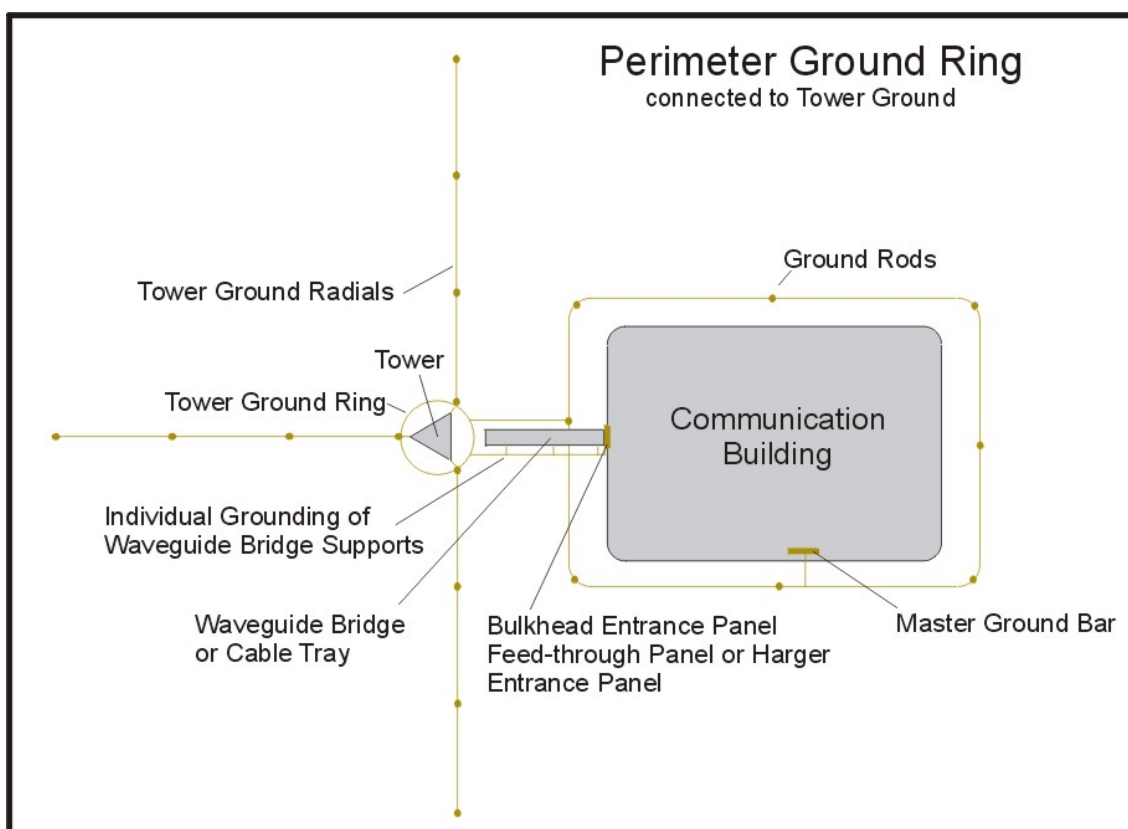 Perimeter Ground Ring
connected to Tower Ground
Ground Rods
Tower Ground Radials
Tower
Tower Ground Ring
Communication
Building
Individual Grounding of
Waveguide Bridge Supports
Waveguide Bridge
or Cable Tray
Bulkhead Entrance Panel
Feed-through Panel or Harger
Entrance Panel
Master Ground Bar